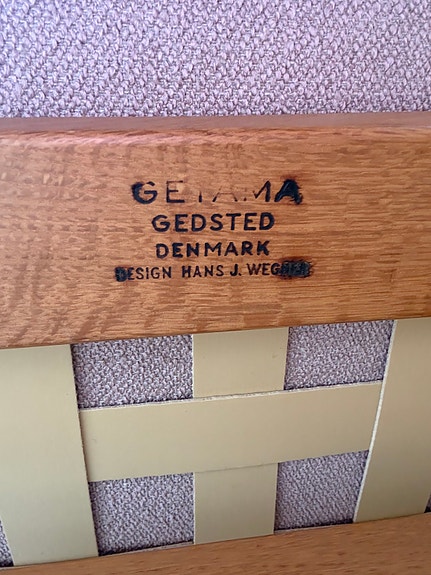 GETAMA
GEDSTED
DENMARK
DESIGN HANS J. WEGNER